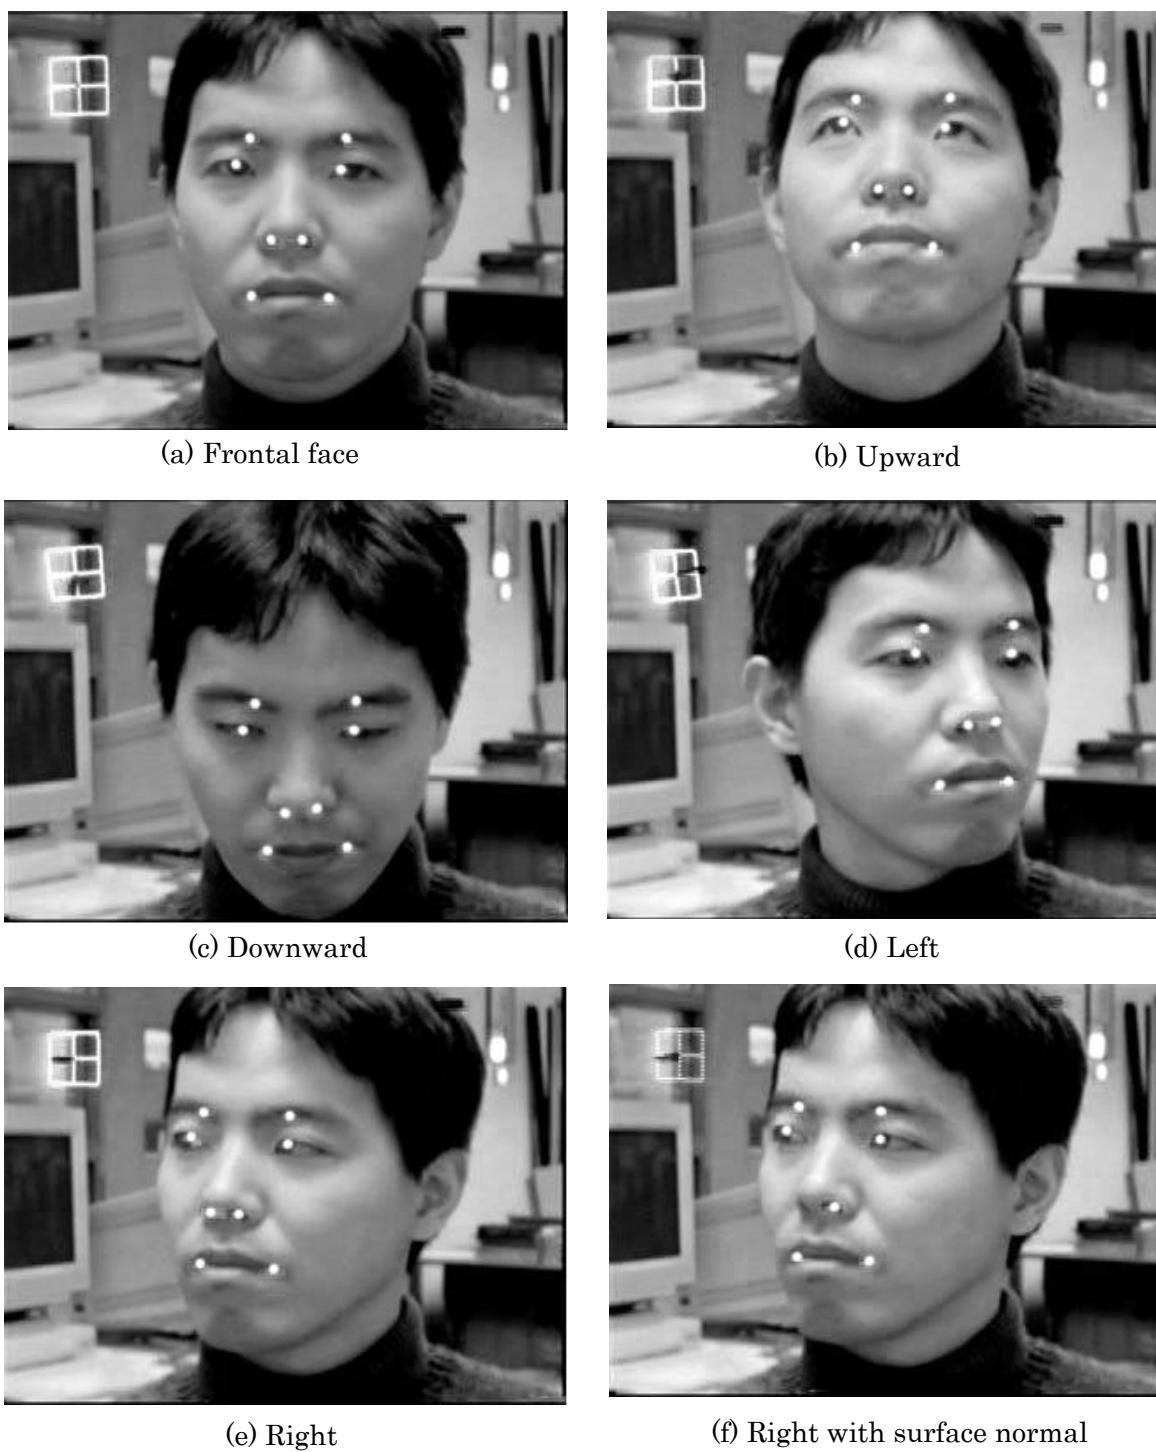 (a) Frontal face
(b) Upward
(c) Downward
(d) Left
(e) Right
(f) Right with surface normal